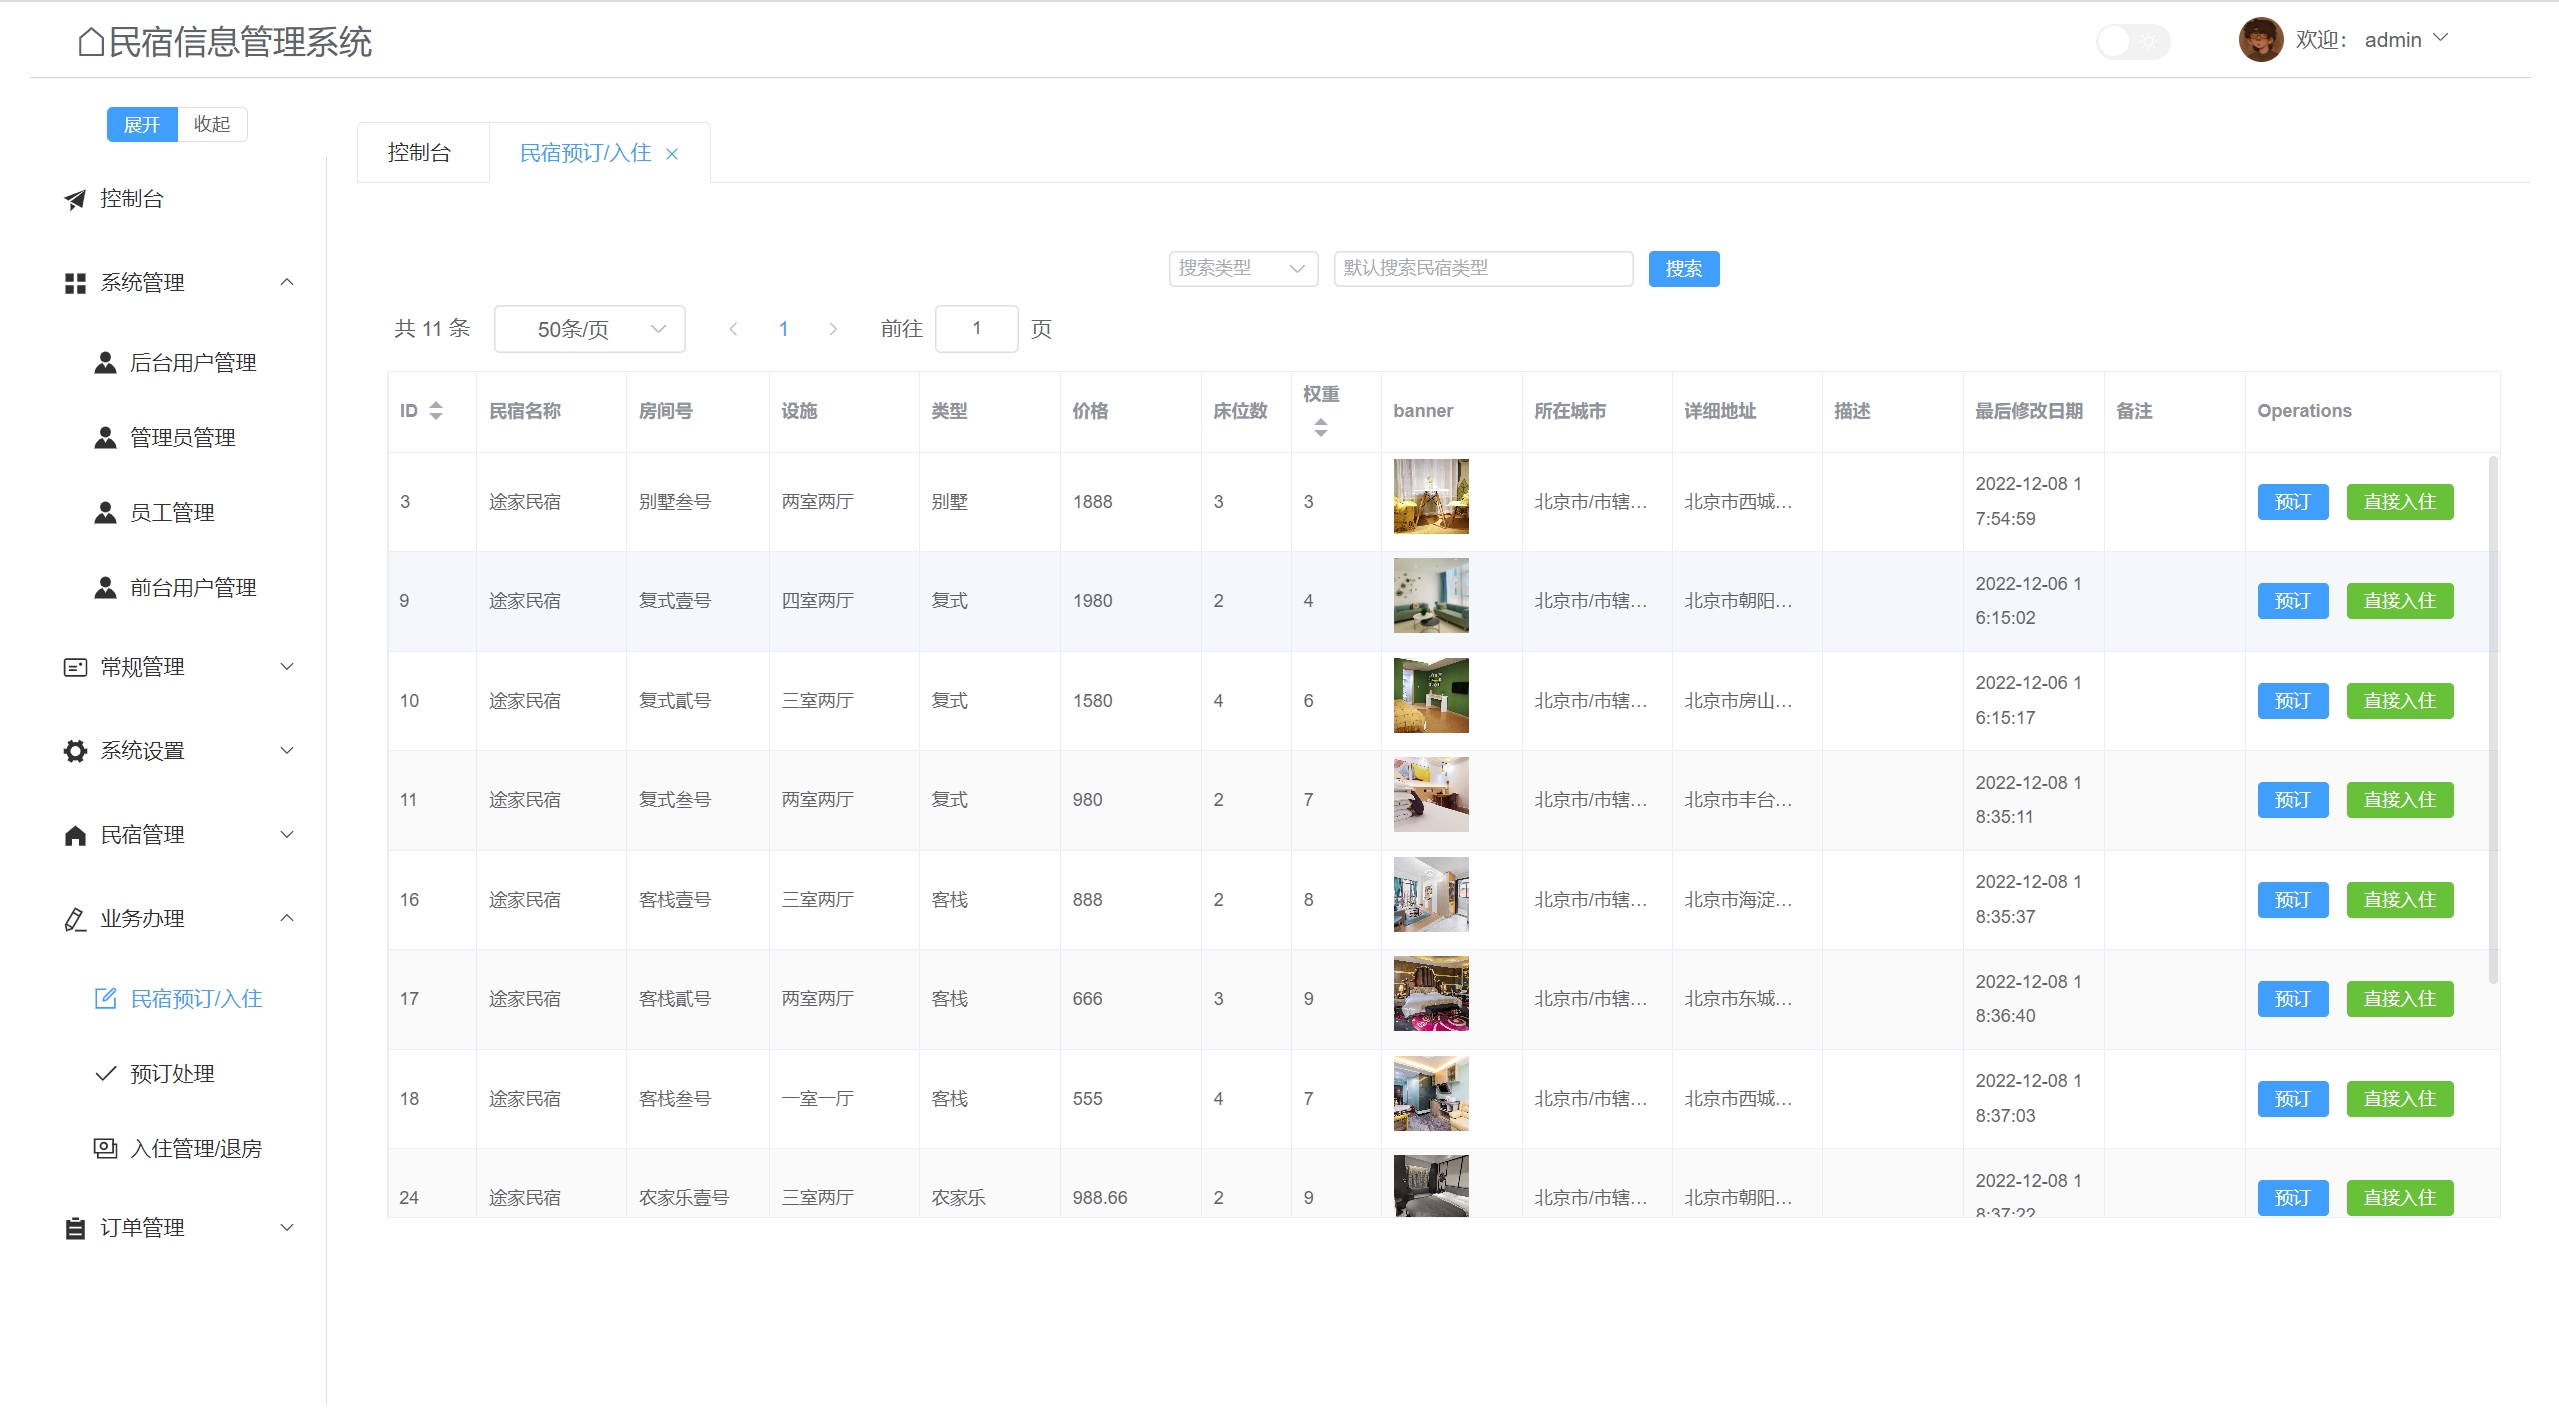 民宿信息管理系统
欢迎： admin
展开 收起
控制台
系统管理
后台用户管理
管理员管理
员工管理
前台用户管理
常规管理
系统设置
民宿管理
业务办理
民宿预订/入住
预订处理
入住管理/退房
订单管理
控制台 民宿预订/入住
搜索类型 默认搜索民宿类型 搜索
共 11 条 50条/页 1 前往 1 页
ID 民宿名称 房间号 设施 类型 价格 床位数 权重 banner 所在城市 详细地址 描述 最后修改日期 备注 Operations
3 途家民宿 别墅叁号 两室两厅 别墅 1888 3 3 北京市/市辖… 北京市西城… 2022-12-08 1
7:54:59 预订 直接入住
9 途家民宿 复式壹号 四室两厅 复式 1980 2 4 北京市/市辖… 北京市朝阳… 2022-12-06 1
6:15:02 预订 直接入住
10 途家民宿 复式貳号 三室两厅 复式 1580 4 6 北京市/市辖… 北京市房山… 2022-12-06 1
6:15:17 预订 直接入住
11 途家民宿 复式叁号 两室两厅 复式 980 2 7 北京市/市辖… 北京市丰台… 2022-12-08 1
8:35:11 预订 直接入住
16 途家民宿 客栈壹号 三室两厅 客栈 888 2 8 北京市/市辖… 北京市海淀… 2022-12-08 1
8:35:37 预订 直接入住
17 途家民宿 客栈貳号 两室两厅 客栈 666 3 9 北京市/市辖… 北京市东城… 2022-12-08 1
8:36:40 预订 直接入住
18 途家民宿 客栈叁号 一室一厅 客栈 555 4 7 北京市/市辖… 北京市西城… 2022-12-08 1
8:37:03 预订 直接入住
24 途家民宿 农家乐壹号 三室两厅 农家乐 988.66 2 9 北京市/市辖… 北京市朝阳… 2022-12-08 1
8:37:22 预订 直接入住